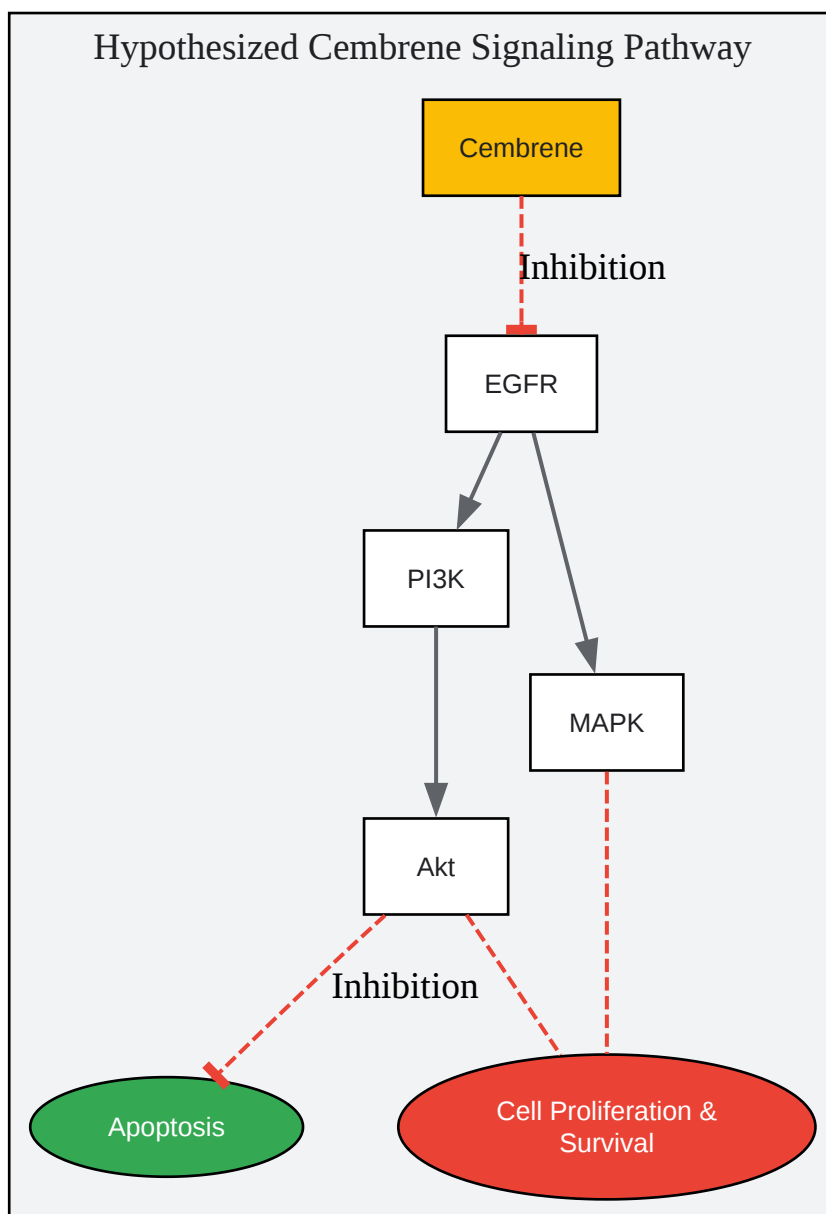 Hypothesized Cembrene Signaling Pathway
Cembrene
Inhibition
EGFR
PI3K
MAPK
Akt
Inhibition
Apoptosis
Cell Proliferation &
Survival